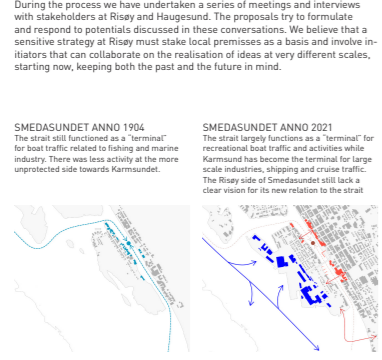 During the process we have undertaken a series of meetings and interviews
with stakeholders at Risøy and Haugesund. The proposals try to formulate
and respond to potentials discussed in these conversations. We believe that a
sensitive strategy at Risøy must stake local premisses as a basis and involve in-
itiators that can collaborate on the realisation of ideas at very different scales,
starting now, keeping both the past and the future in mind.
SMEDASUNDET ANNO 1904
The strait still functioned as a “terminal”
for boat traffic related to fishing and marine
industry. There was less activity at the more
unprotected side towards Karmsundet.
SMEDASUNDET ANNO 2021
The strait largely functions as a “terminal” for
recreational boat traffic and activities while
Karmsund has become the terminal for large
scale industries, shipping and cruise traffic.
The Risøy side of Smedasundet still lack a
clear vision for its new relation to the strait